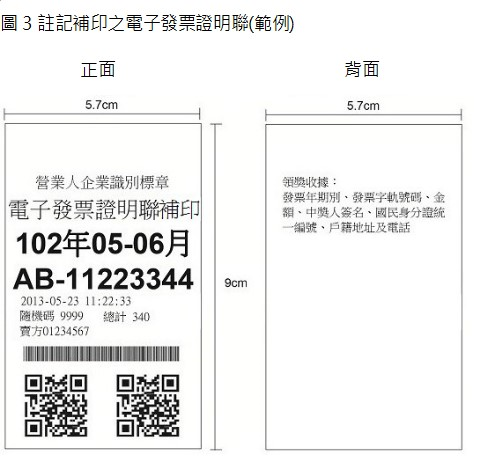 圖 3 註記補印之電子發票證明聯(範例)
正面
背面
5.7cm
5.7cm
營業人企業識別標章
電子發票證明聯補印
102年05-06月
AB-11223344
2013-05-23 11:22:33
隨機碼 9999 總計 340
賣方01234567
9cm
領獎收據：
發票年期別、發票字軌號碼、金
額、中獎人簽名、國民身分證統
一編號、戶籍地址及電話